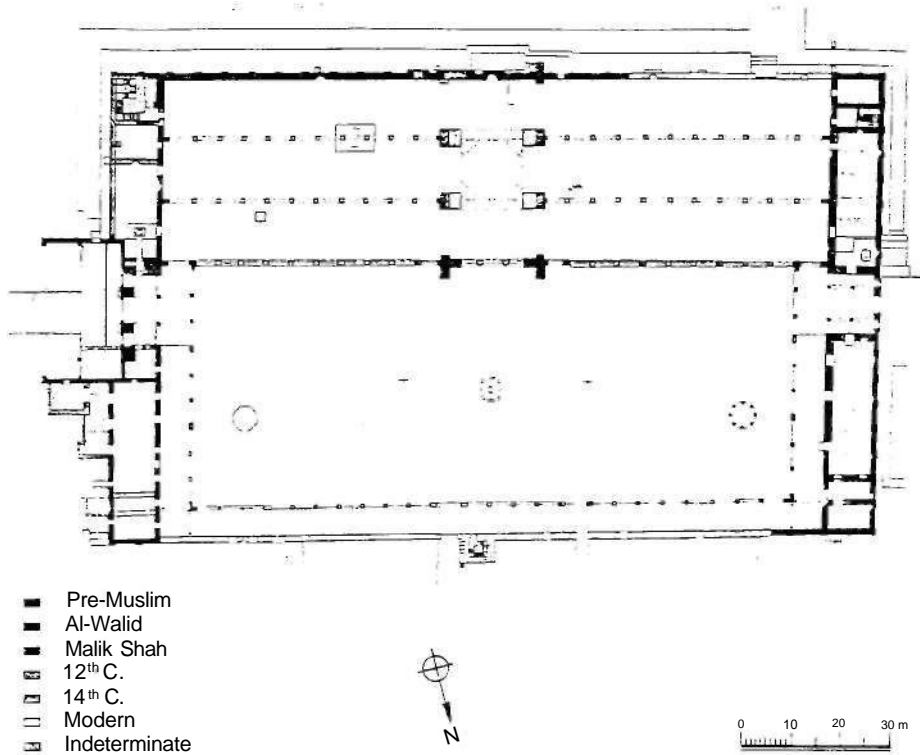 Pre-Muslim
Al-Walid
Malik Shah
12th C.
14th C.
Modern
Indeterminate
N
0 10 20 30 m